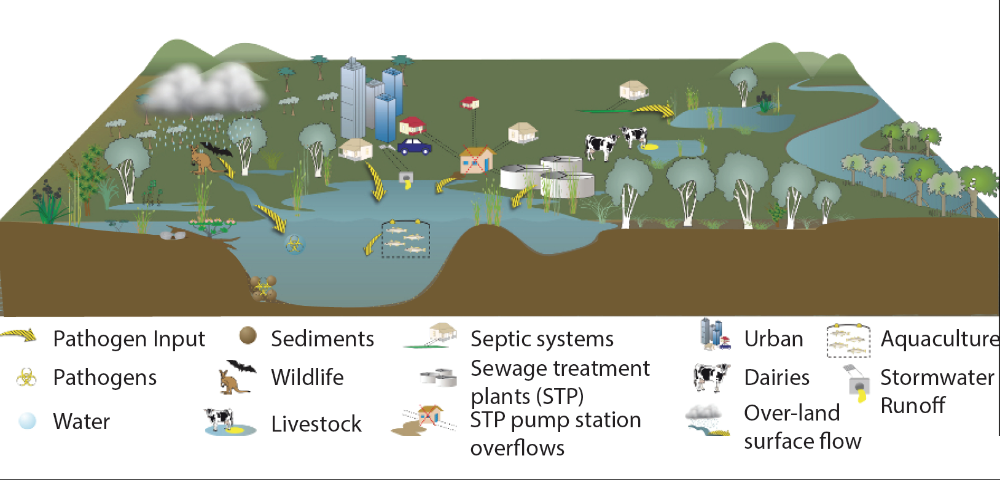 Pathogen Input
Pathogens
Water
Sediments
Wildlife
Livestock
Septic systems
Sewage treatment
plants (STP)
STP pump station
overflows
Urban
Dairies
Over-land
surface flow
Aquaculture
Stormwater
Runoff